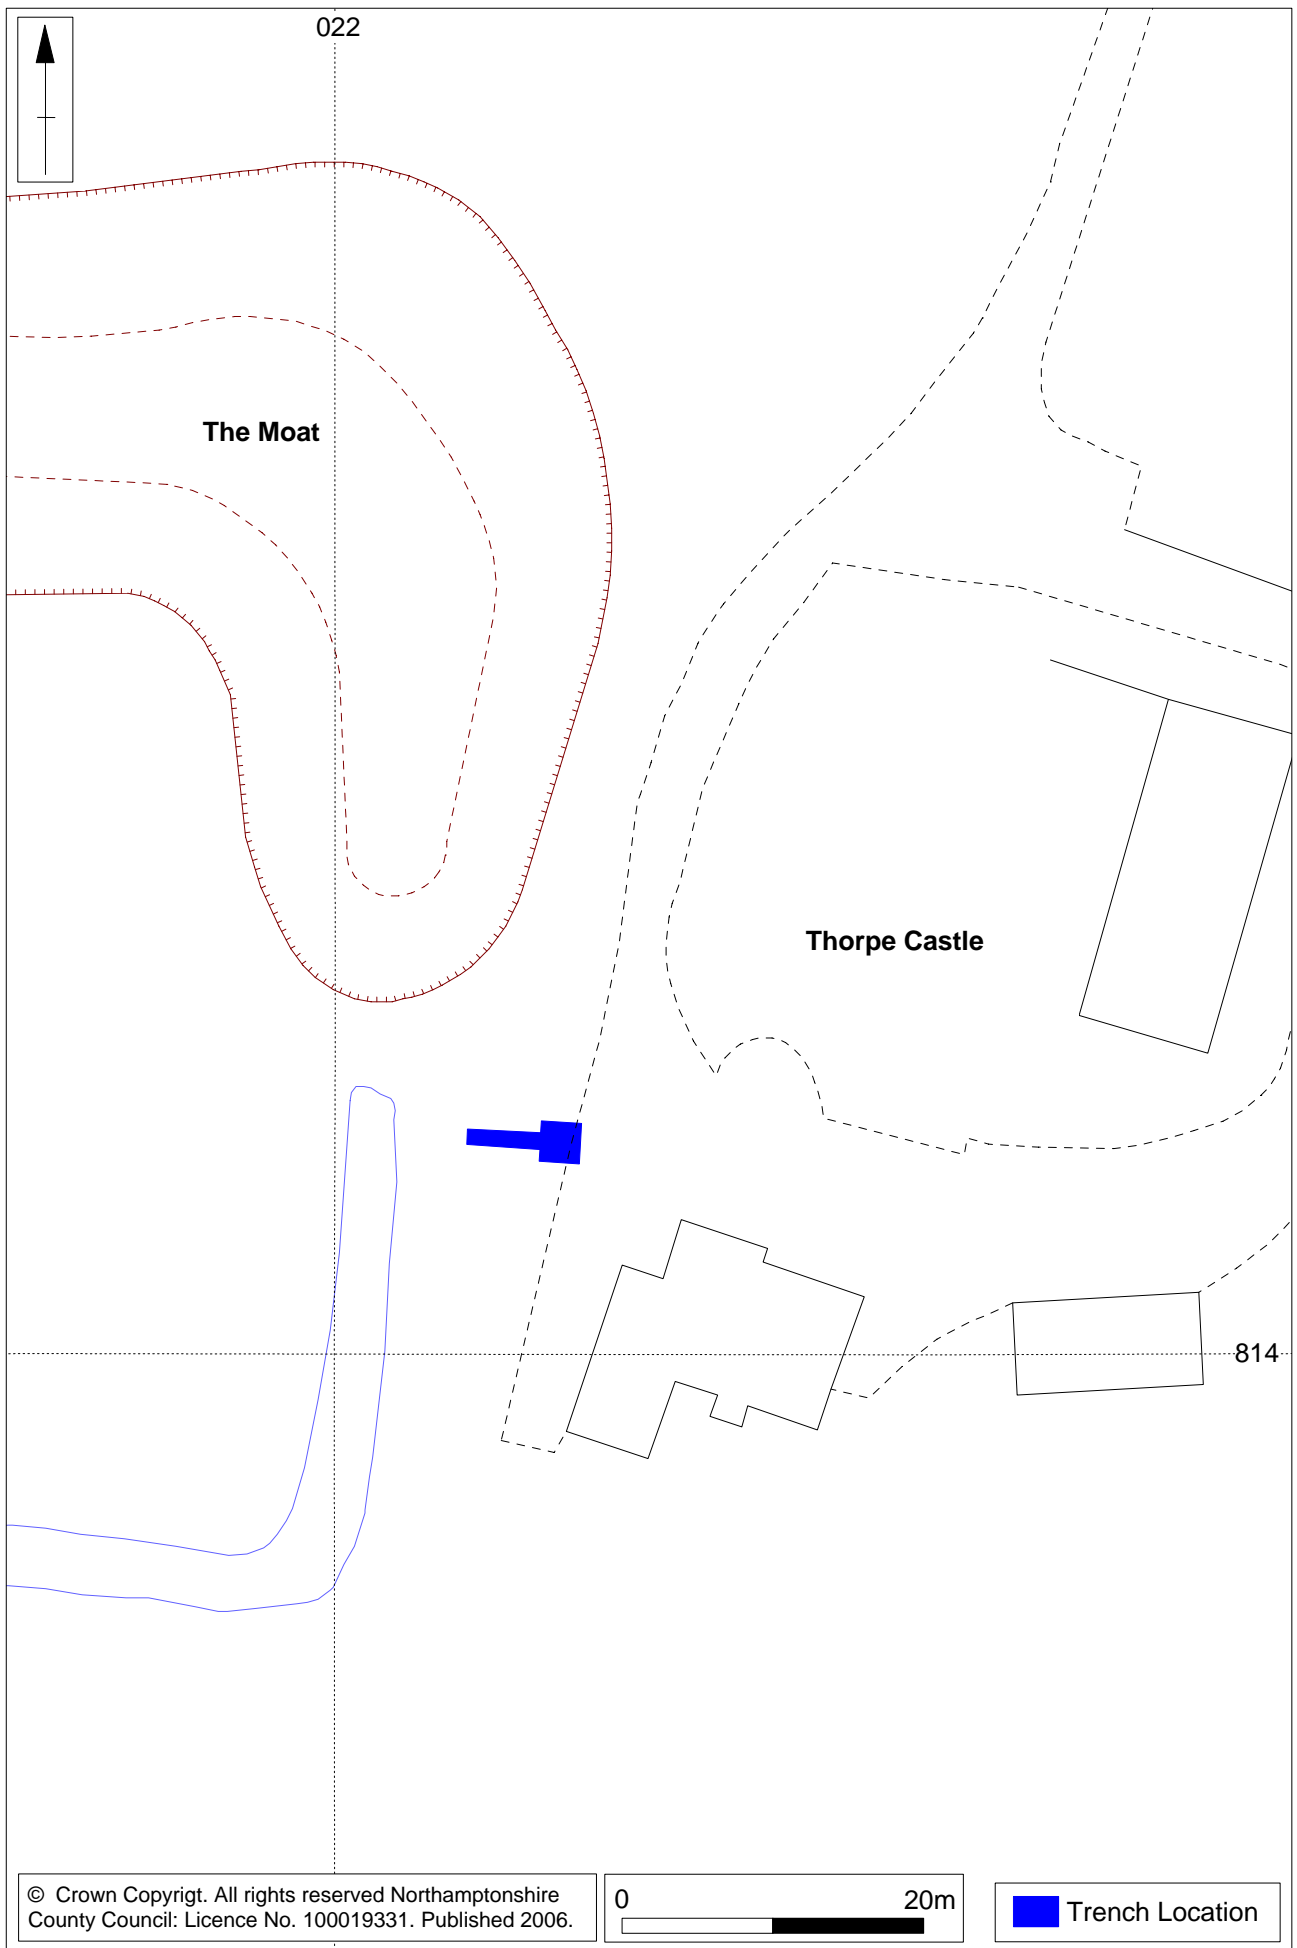 022
The Moat
Thorpe Castle
814
© Crown Copyrigt. All rights reserved Northamptonshire
County Council: Licence No. 100019331. Published 2006.
0 20m
Trench Location